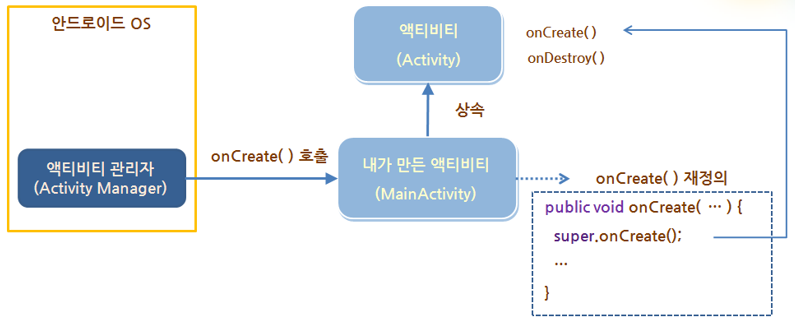 안드로이드 OS
액티비티
(Activity)
onCreate( )
onDestroy( )
상속
액티비티 관리자
(Activity Manager)
onCreate( ) 호출
내가 만든 액티비티
(MainActivity)
onCreate( ) 재정의
public void onCreate( … ) {
super.onCreate();
…
}